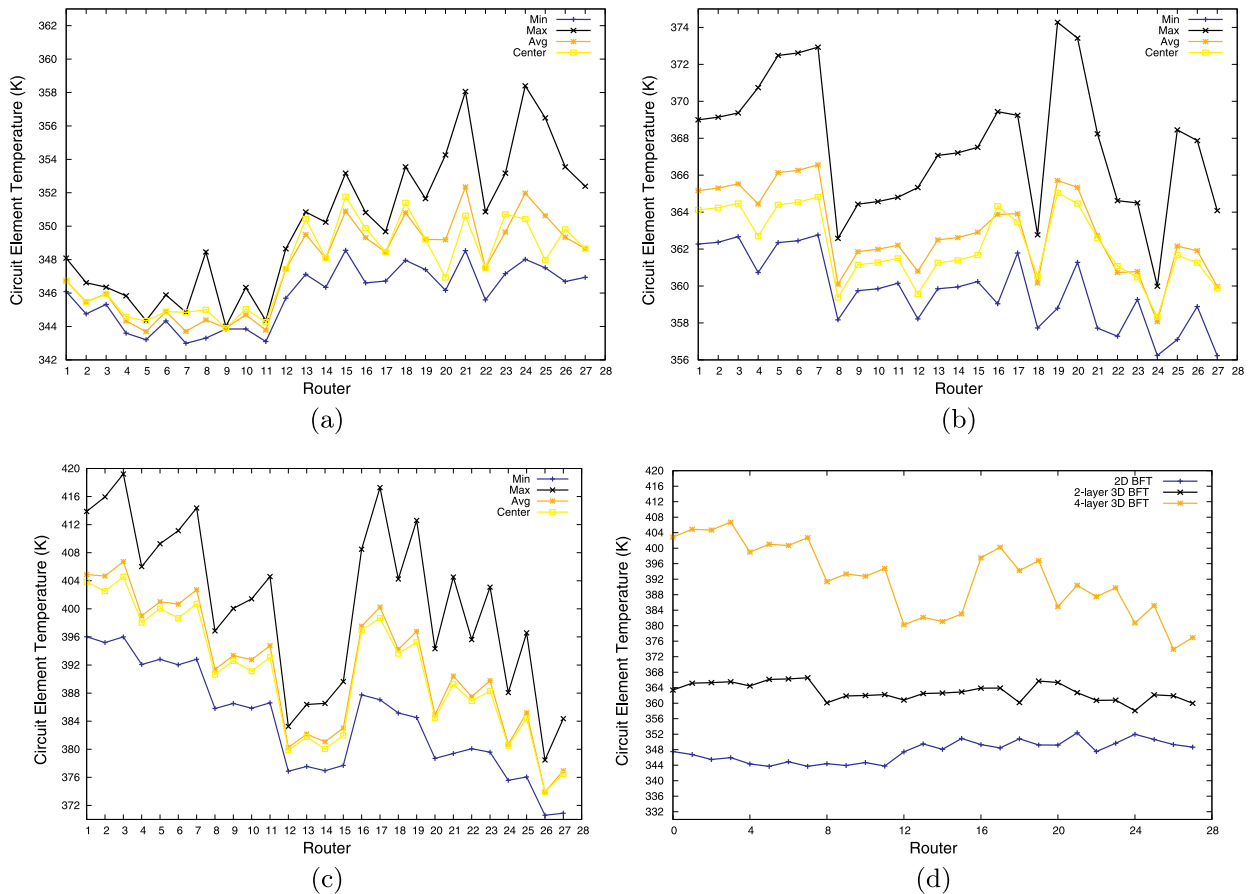 Circuit Element Temperature (K)
362
360
358
356
354
352
350
348
346
344
342
Min
Max
Avg
Center
1 2 3 4 5 6 7 8 9 10 11 12 13 14 15 16 17 18 19 20 21 22 23 24 25 26 27 28
Router
(a)
Circuit Element Temperature (K)
374
372
370
368
366
364
362
360
358
356
Min
Max
Avg
Center
1 2 3 4 5 6 7 8 9 10 11 12 13 14 15 16 17 18 19 20 21 22 23 24 25 26 27 28
Router
(b)
Circuit Element Temperature (K)
420
416
412
408
404
400
396
392
388
384
380
376
372
Min
Max
Avg
Center
1 2 3 4 5 6 7 8 9 10 11 12 13 14 15 16 17 18 19 20 21 22 23 24 25 26 27 28
Router
(c)
Circuit Element Temperature (K)
420
416
412
408
404
400
396
392
388
384
380
376
372
368
364
360
356
352
348
344
340
336
332
2D BFT
2-layer 3D BFT
4-layer 3D BFT
0 4 8 12 16 20 24 28
Router
(d)